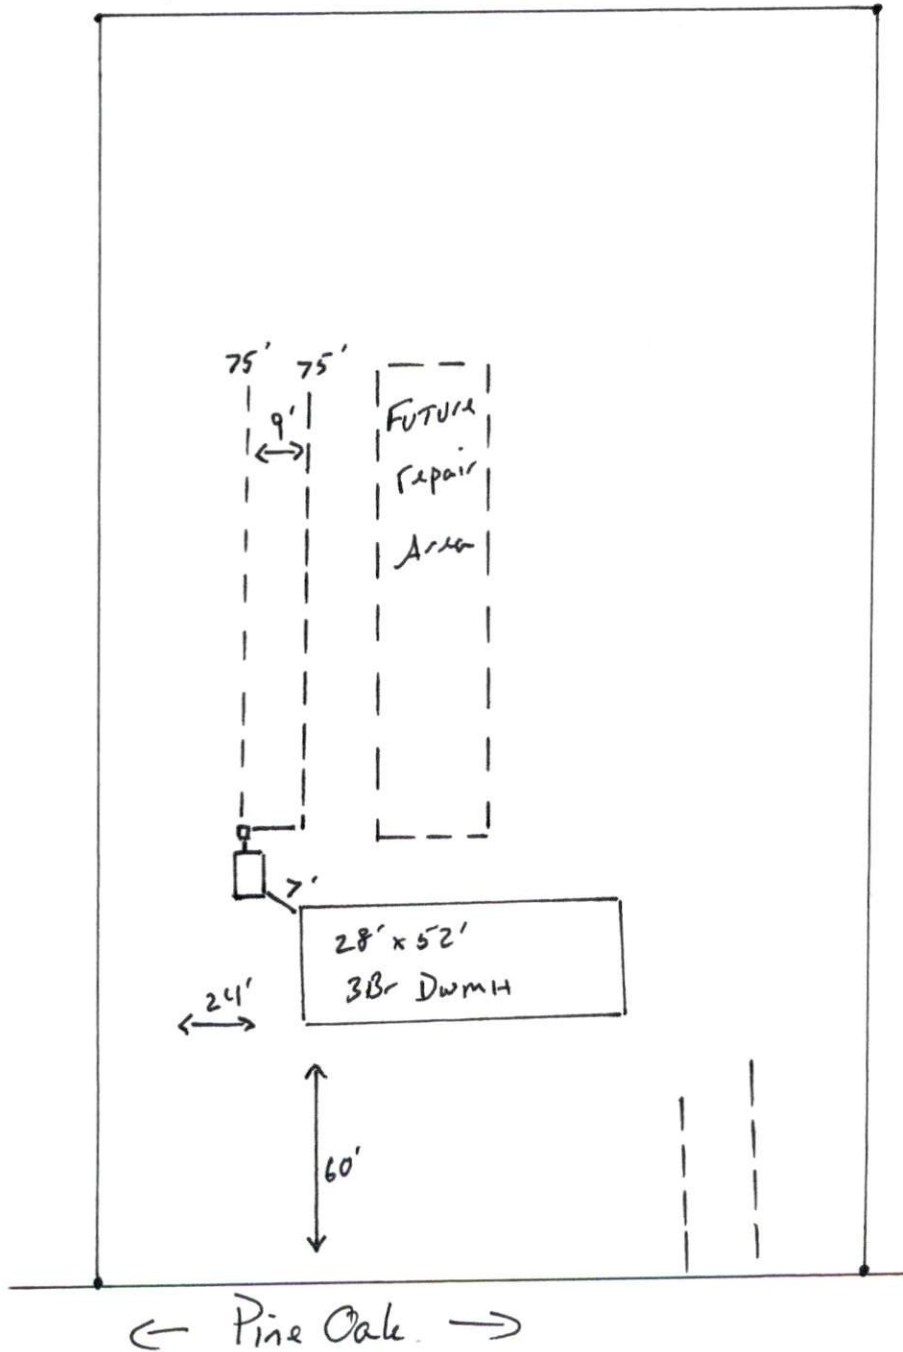 75' 75'
9'
Future
repair
Area
7'
28' x 52'
3Br DwmH
24'
60'
← Pine Oak. →